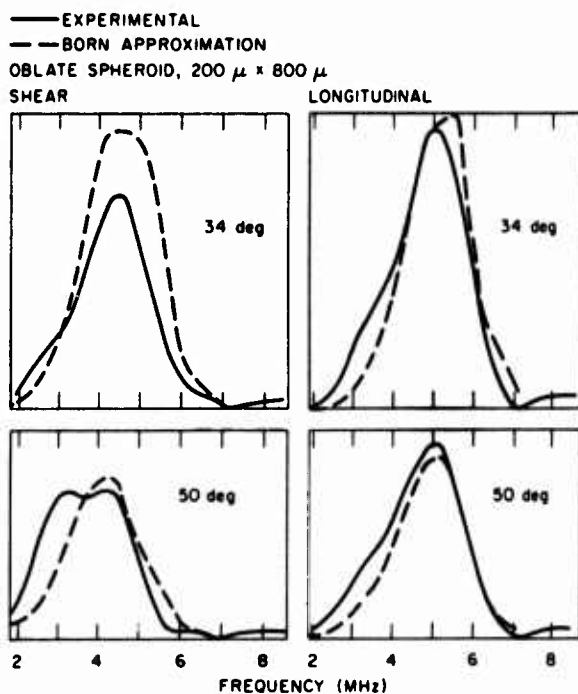 EXPERIMENTAL
BORN APPROXIMATION
OBLATE SPHEROID, 200 μ x 800 μ
SHEAR LONGITUDINAL
34 deg 34 deg
50 deg 50 deg
2 4 6 8 2 4 6 8
FREQUENCY (MHz)